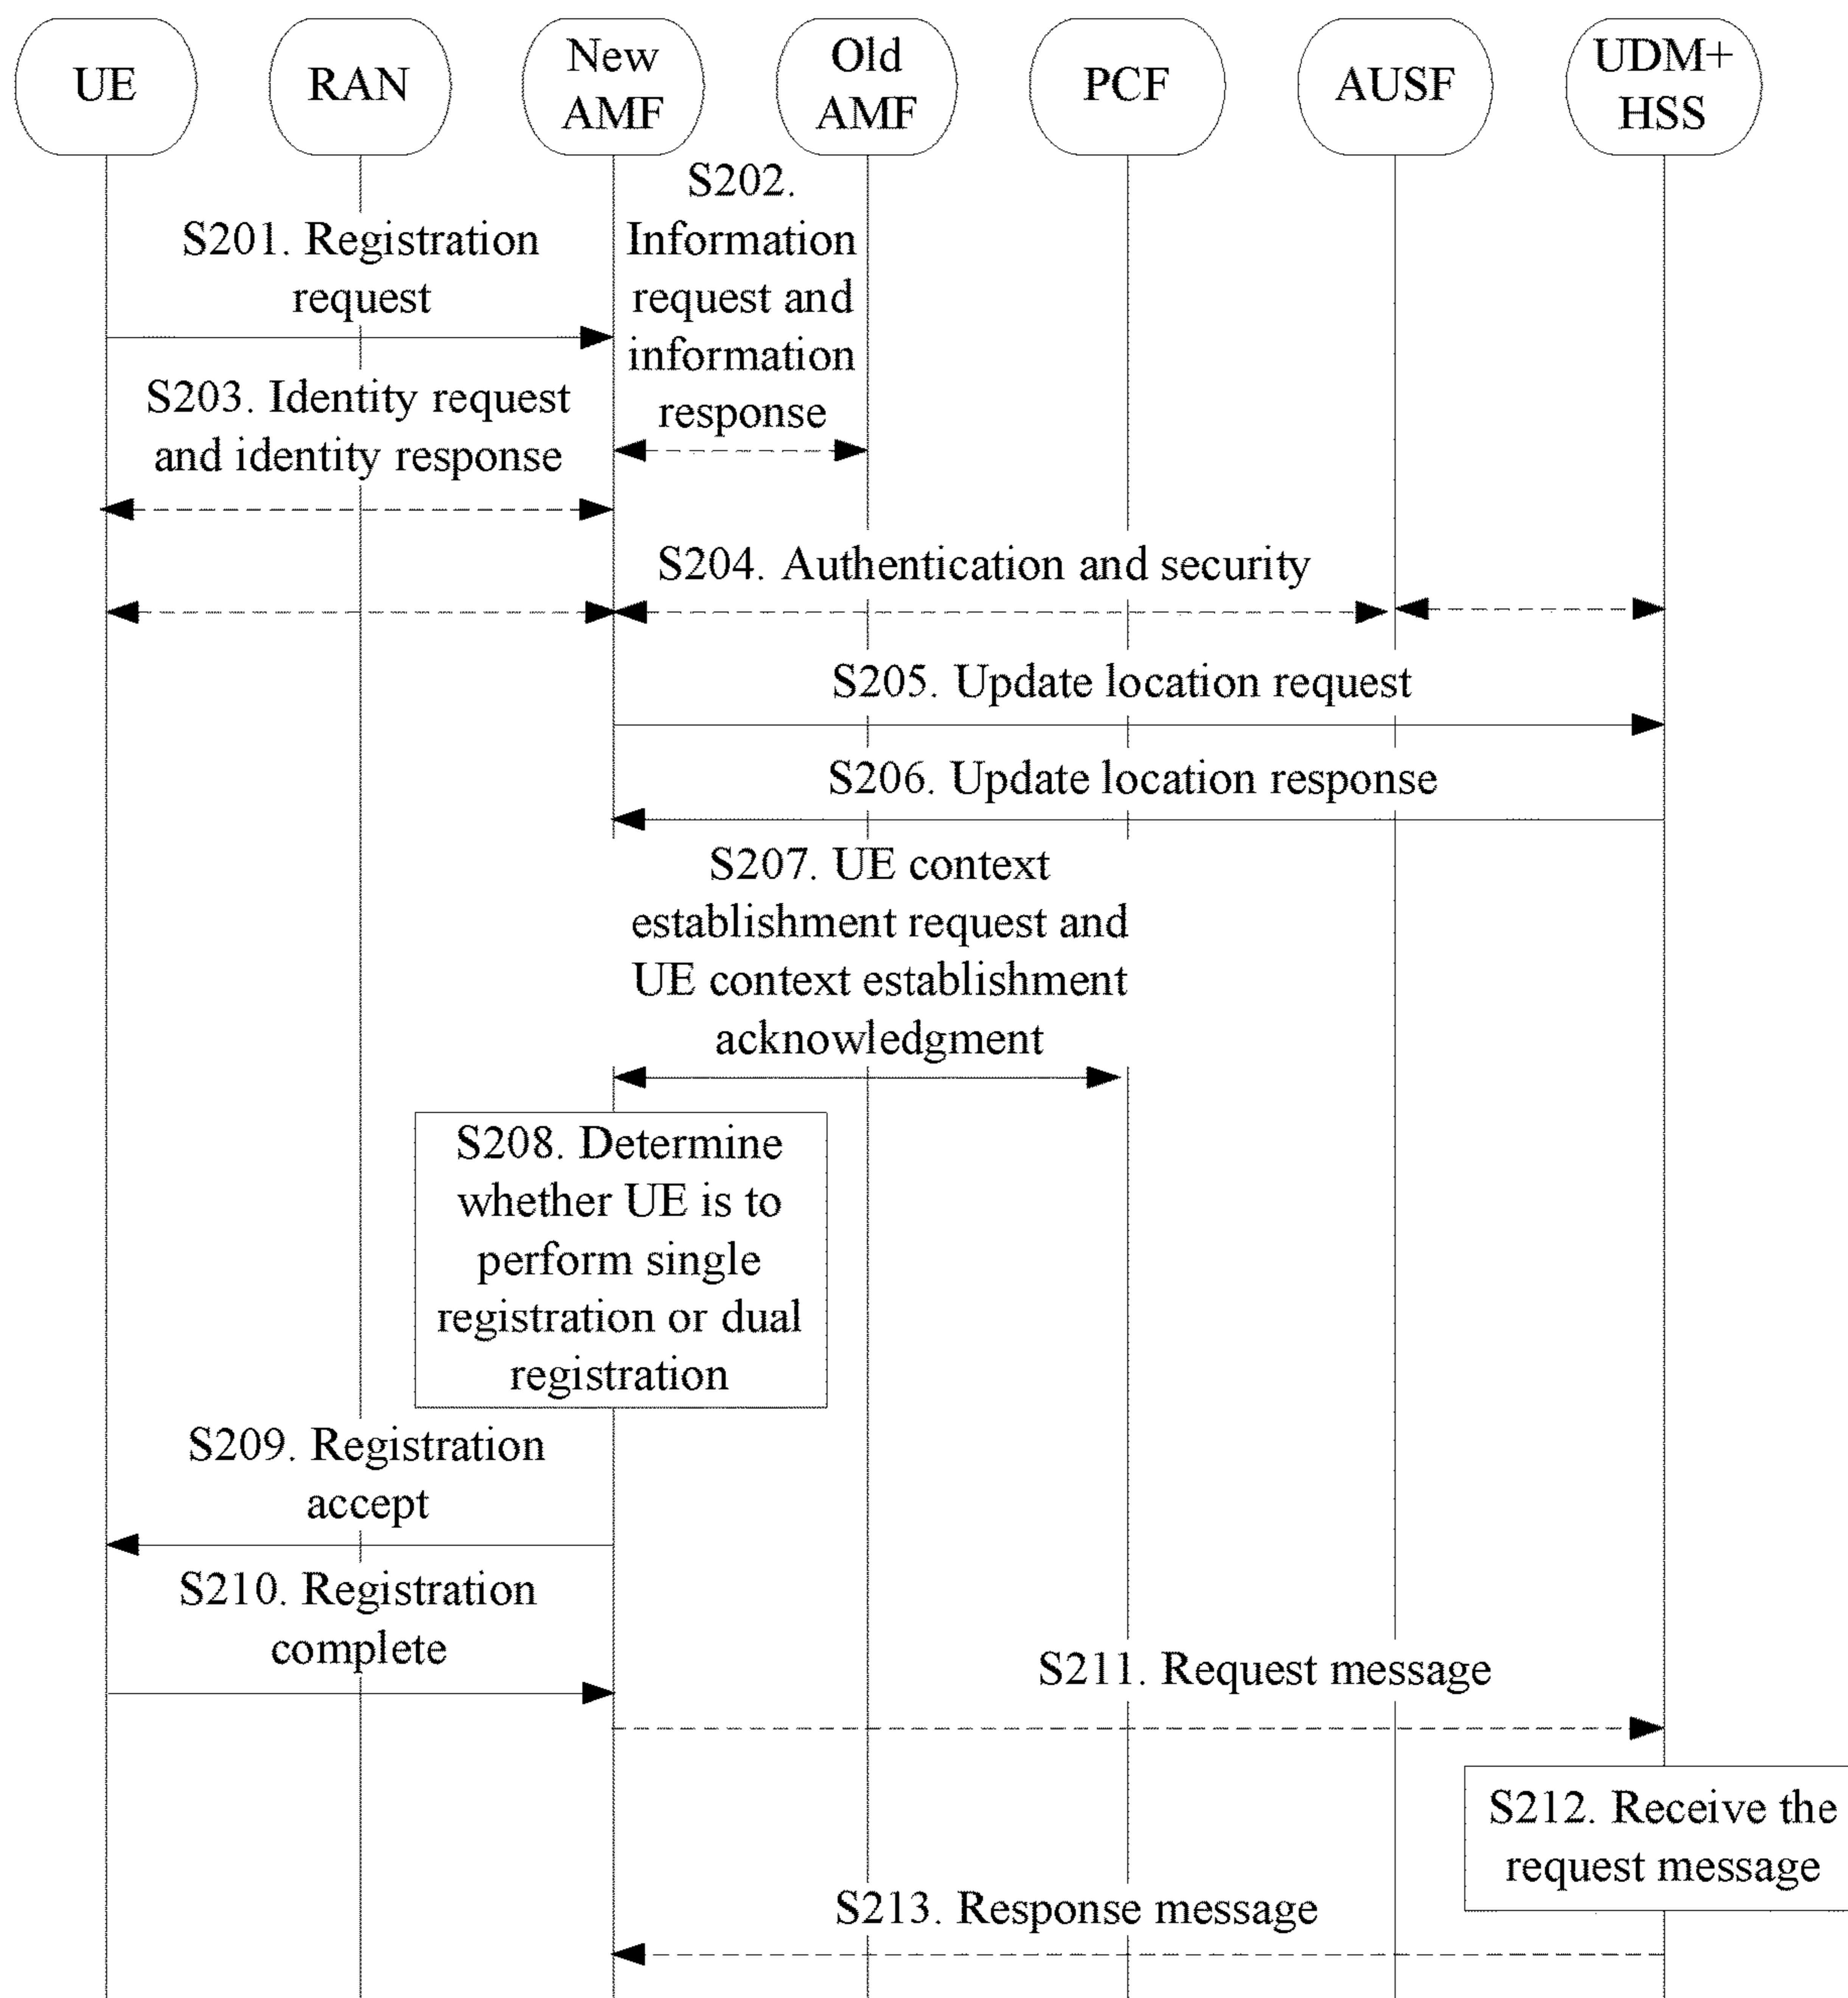 UE
RAN
New
AMF
Old
AMF
PCF
AUSF
UDM+
HSS
S201. Registration
request
S202.
Information
request and
information
response
S203. Identity request
and identity response
S204. Authentication and security
S205. Update location request
S206. Update location response
S207. UE context
establishment request and
UE context establishment
acknowledgment
S208. Determine
whether UE is to
perform single
registration or dual
registration
S209. Registration
accept
S210. Registration
complete
S211. Request message
S212. Receive the
request message
S213. Response message